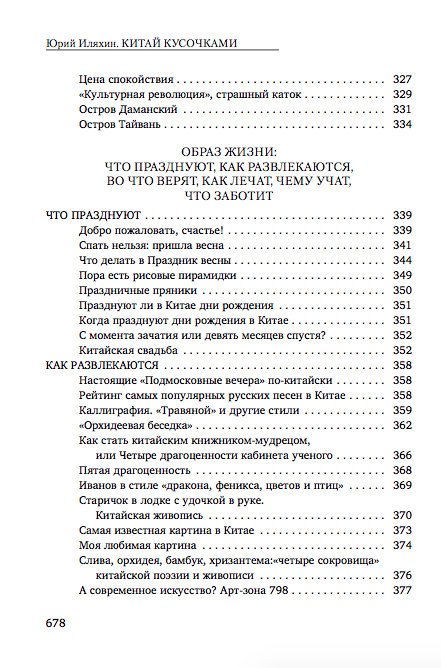 Юрий Иляхин. КИТАЙ КУСОЧКАМИ
Цена спокойствия 327
«Культурная революция», страшный каток 329
Остров Даманский 331
Остров Тайвань 334
ОБРАЗ ЖИЗНИ:
ЧТО ПРАЗДНУЮТ, КАК РАЗВЛЕКАЮТСЯ,
ВО ЧТО ВЕРЯТ, КАК ЛЕЧАТ, ЧЕМУ УЧАТ,
ЧТО ЗАБОТИТ
ЧТО ПРАЗДНУЮТ 339
Добро пожаловать, счастье! 339
Спать нельзя: пришла весна 341
Что делать в Праздник весны 344
Пора есть рисовые пирамидки 349
Праздничные пряники 350
Празднуют ли в Китае дни рождения 351
Когда празднуют дни рождения в Китае 351
С момента зачатия или девять месяцев спустя? 352
Китайская свадьба 352
КАК РАЗВЛЕКАЮТСЯ 358
Настоящие «Подмосковные вечера» по-китайски 358
Рейтинг самых популярных русских песен в Китае 358
Каллиграфия. «Травяной» и другие стили 359
«Орхидеевая беседка» 362
Как стать китайским книжником-мудрецом,
или Четыре драгоценности кабинета ученого 366
Пятая драгоценность 368
Иванов в стиле «дракона, феникса, цветов и птиц» 369
Старичок в лодке с удочкой в руке.
Китайская живопись 370
Самая известная картина в Китае 373
Моя любимая картина 374
Слива, орхидея, бамбук, хризантема:«четыре сокровища»
китайской поэзии и живописи 376
А современное искусство? Арт-зона 798 377
678